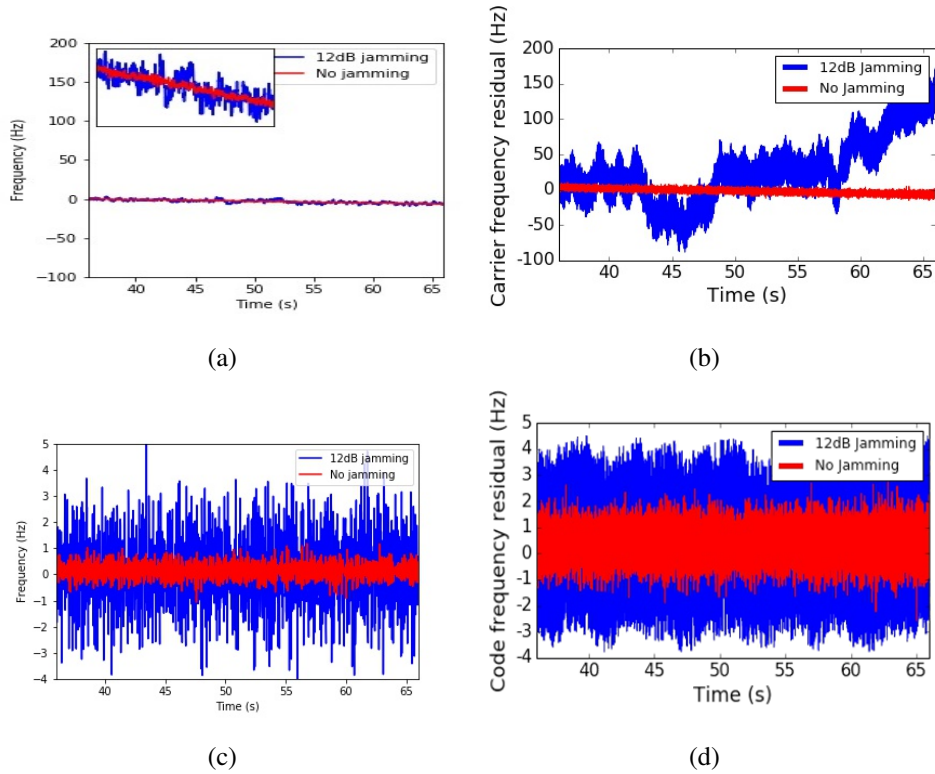 200
150
100
50
0
−50
−100
Frequency (Hz)
12dB jamming
No jamming
40
45
50
55
60
65
Time (s)
(a)
200
150
100
50
0
-50
-100
Carrier frequency residual (Hz)
12dB Jamming
No Jamming
40
45
50
55
60
65
Time (s)
(b)
5
4
3
2
1
0
−1
−2
−3
−4
Frequency (Hz)
12dB jamming
No jamming
40
45
50
55
60
65
Time (s)
(c)
5
4
3
2
1
0
-1
-2
-3
-4
Code frequency residual (Hz)
12dB Jamming
No Jamming
40
45
50
55
60
65
Time (s)
(d)